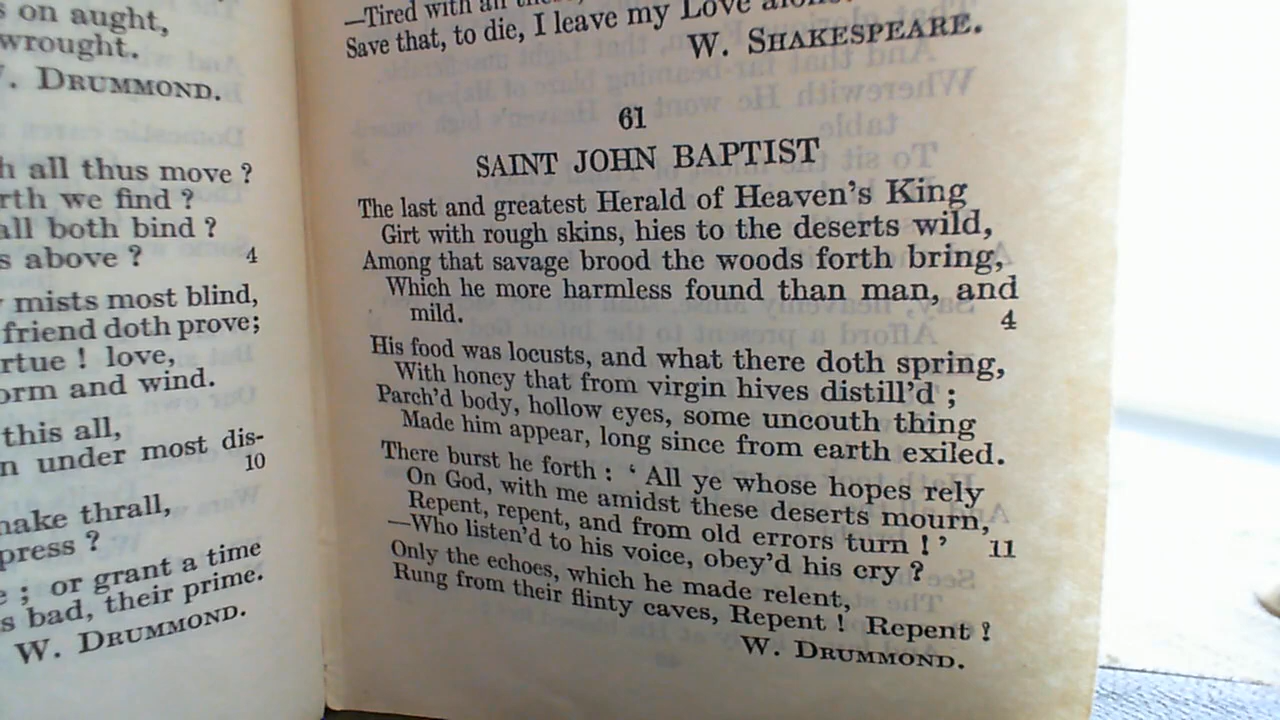 s on aught,
wrought.
W. DRUMMOND.
all thus move ?
we find ?
all both bind ?
s above ? 4
mists most blind,
friend doth prove;
! love,
and wind.
this all,
under most dis-
10
make thrall,
press ?
; or grant a time
s bad, their prime.
W. DRUMMOND.
—Tired with all
Save that, to die, I leave my Love alone.
W. SHAKESPEARE.
61
SAINT JOHN BAPTIST
The last and greatest Herald of Heaven's King
Girt with rough skins, hies to the deserts wild,
Among that savage brood the woods forth bring,
Which he more harmless found than man, and
mild. 4
His food was locusts, and what there doth spring,
With honey that from virgin hives distill'd ;
Parch'd body, hollow eyes, some uncouth thing
Made him appear, long since from earth exiled.
There burst he forth : ‘ All ye whose hopes rely
On God, with me amidst these deserts mourn,
Repent, repent, and from old errors turn ! ’ 11
—Who listen'd to his voice, obey'd his cry ?
Only the echoes, which he made relent,
Rung from their flinty caves, Repent ! Repent !
W. DRUMMOND.